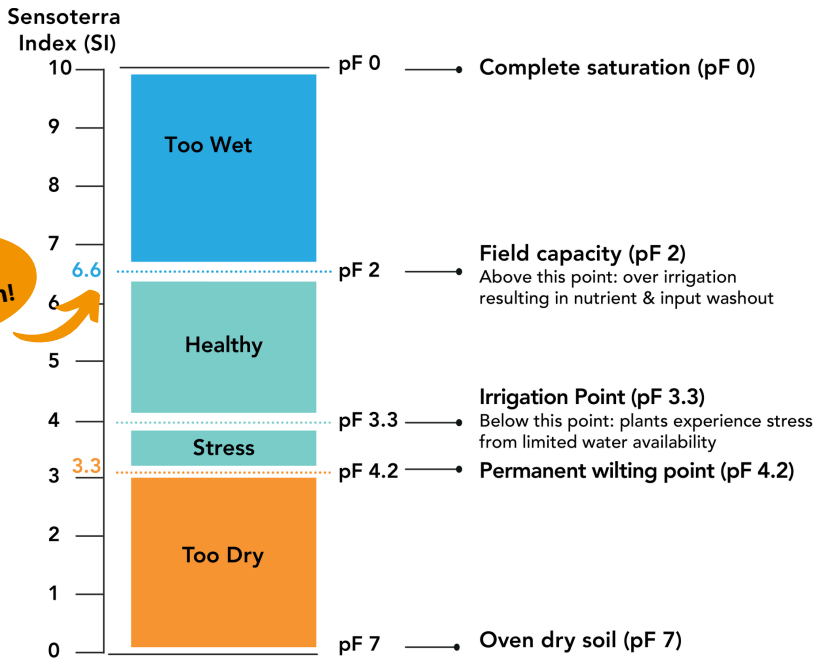 Sensoterra
Index (SI)
10
pF 0
Complete saturation (pF 0)
9
Too Wet
8
7
Field capacity (pF 2)
6.6
pF 2
Above this point: over irrigation
resulting in nutrient & input washout
6
Healthy
5
Irrigation Point (pF 3.3)
4
pF 3.3
Below this point: plants experience stress
from limited water availability
Stress
3.3
3
pF 4.2
Permanent wilting point (pF 4.2)
2
Too Dry
1
pF 7
Oven dry soil (pF 7)
0